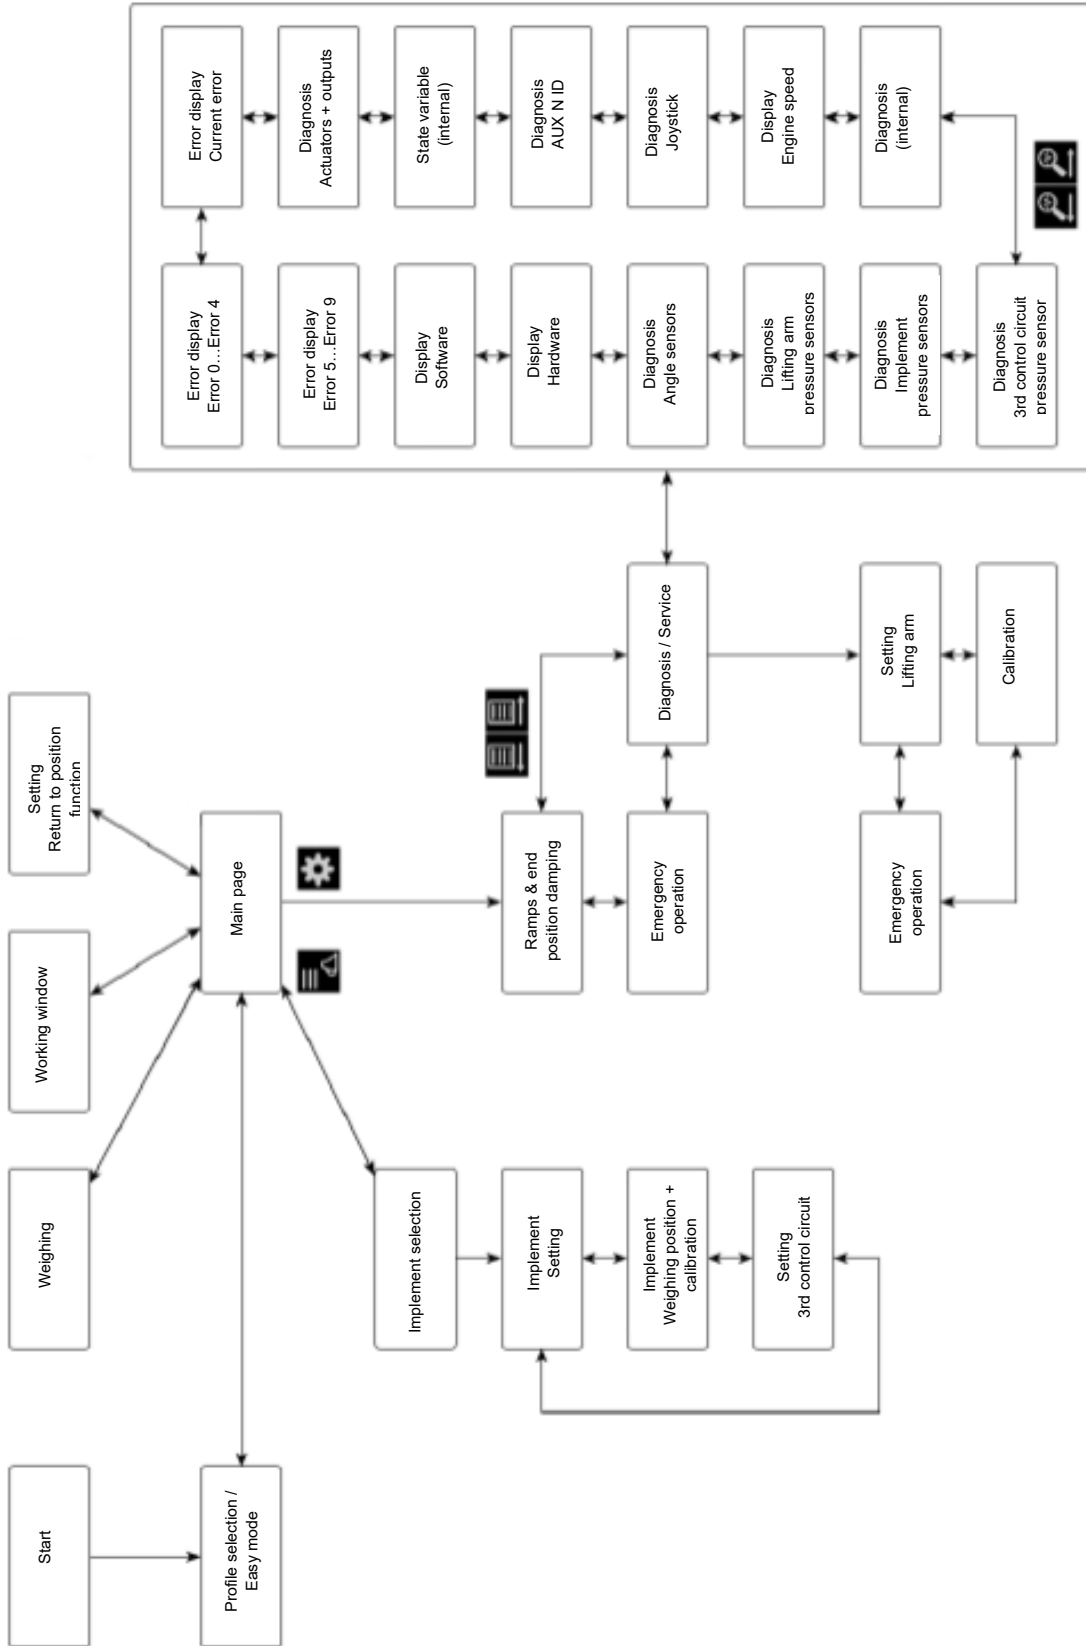 Start
Profile selection /
Easy mode
Weighing
Working window
Setting
Return to position
function
Main page
Implement selection
Implement
Setting
Implement
Weighing position +
calibration
Setting
3rd control circuit
Ramps & end
position damping
Emergency
operation
Diagnosis / Service
Emergency
operation
Setting
Lifting arm
Calibration
Error display
Error 0...Error 4
Error display
Error 5...Error 9
Display
Software
Display
Hardware
Diagnosis
Angle sensors
Diagnosis
Lifting arm
pressure sensors
Diagnosis
Implement
pressure sensors
Diagnosis
3rd control circuit
pressure sensor
Error display
Current error
Diagnosis
Actuators + outputs
State variable
(internal)
Diagnosis
AUX N ID
Diagnosis
Joystick
Display
Engine speed
Diagnosis
(internal)